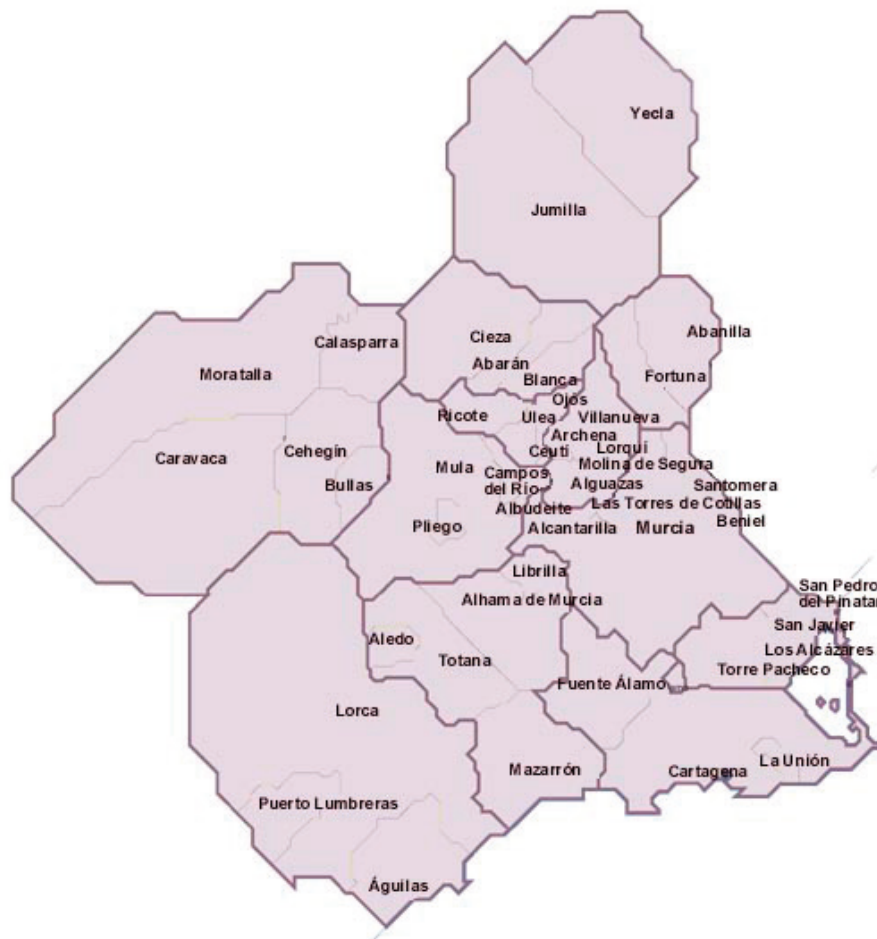 Yecla
Jumilla
Abanilla
Calasparra
Cieza
Moratalla
Abarán
Fortuna
Blanca
Ojós
Ricote
Ulea
Villanueva
Archena
Caravaca
Cehegín
Ceutí
Lorquí
Mula
Molina de Segura
Bullas
Campos
del Río
Alguazas
Santomera
Albudeite
Las Torres de Cotillas
Pliego
Alcantarilla
Murcia
Beniel
Librilla
San Pedro
del Pinatar
Alhama de Murcia
San Javier
Aledo
Totana
Los Alcázares
Torre Pacheco
Fuente Álamo
Lorca
Mazarrón
Cartagena
La Unión
Puerto Lumbreras
Águilas